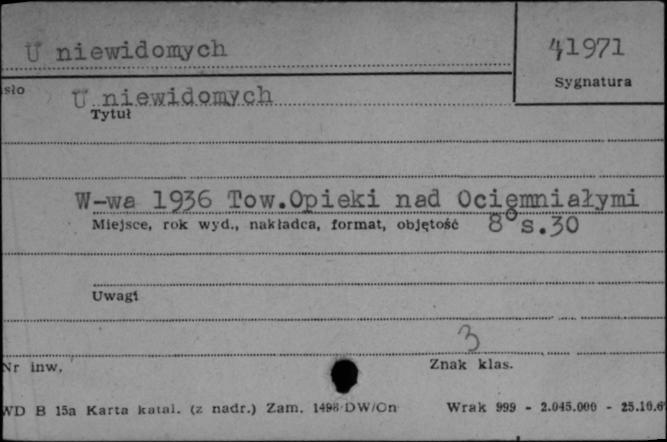 U niewidomych
41971
Sygnatura
sło
U niewidomych
Tytuł
W-wa 1936 Tow.Opieki nad Ociemniałymi
Miejsce, rok wyd., nakładca, format, objętość 8° s.30
Uwagi
3
Nr inw.
Znak klas.
WD B 15a Karta katal. (z nadr.) Zam. 1498 DW/On Wrak 999 - 2.045.000 - 25.10.6